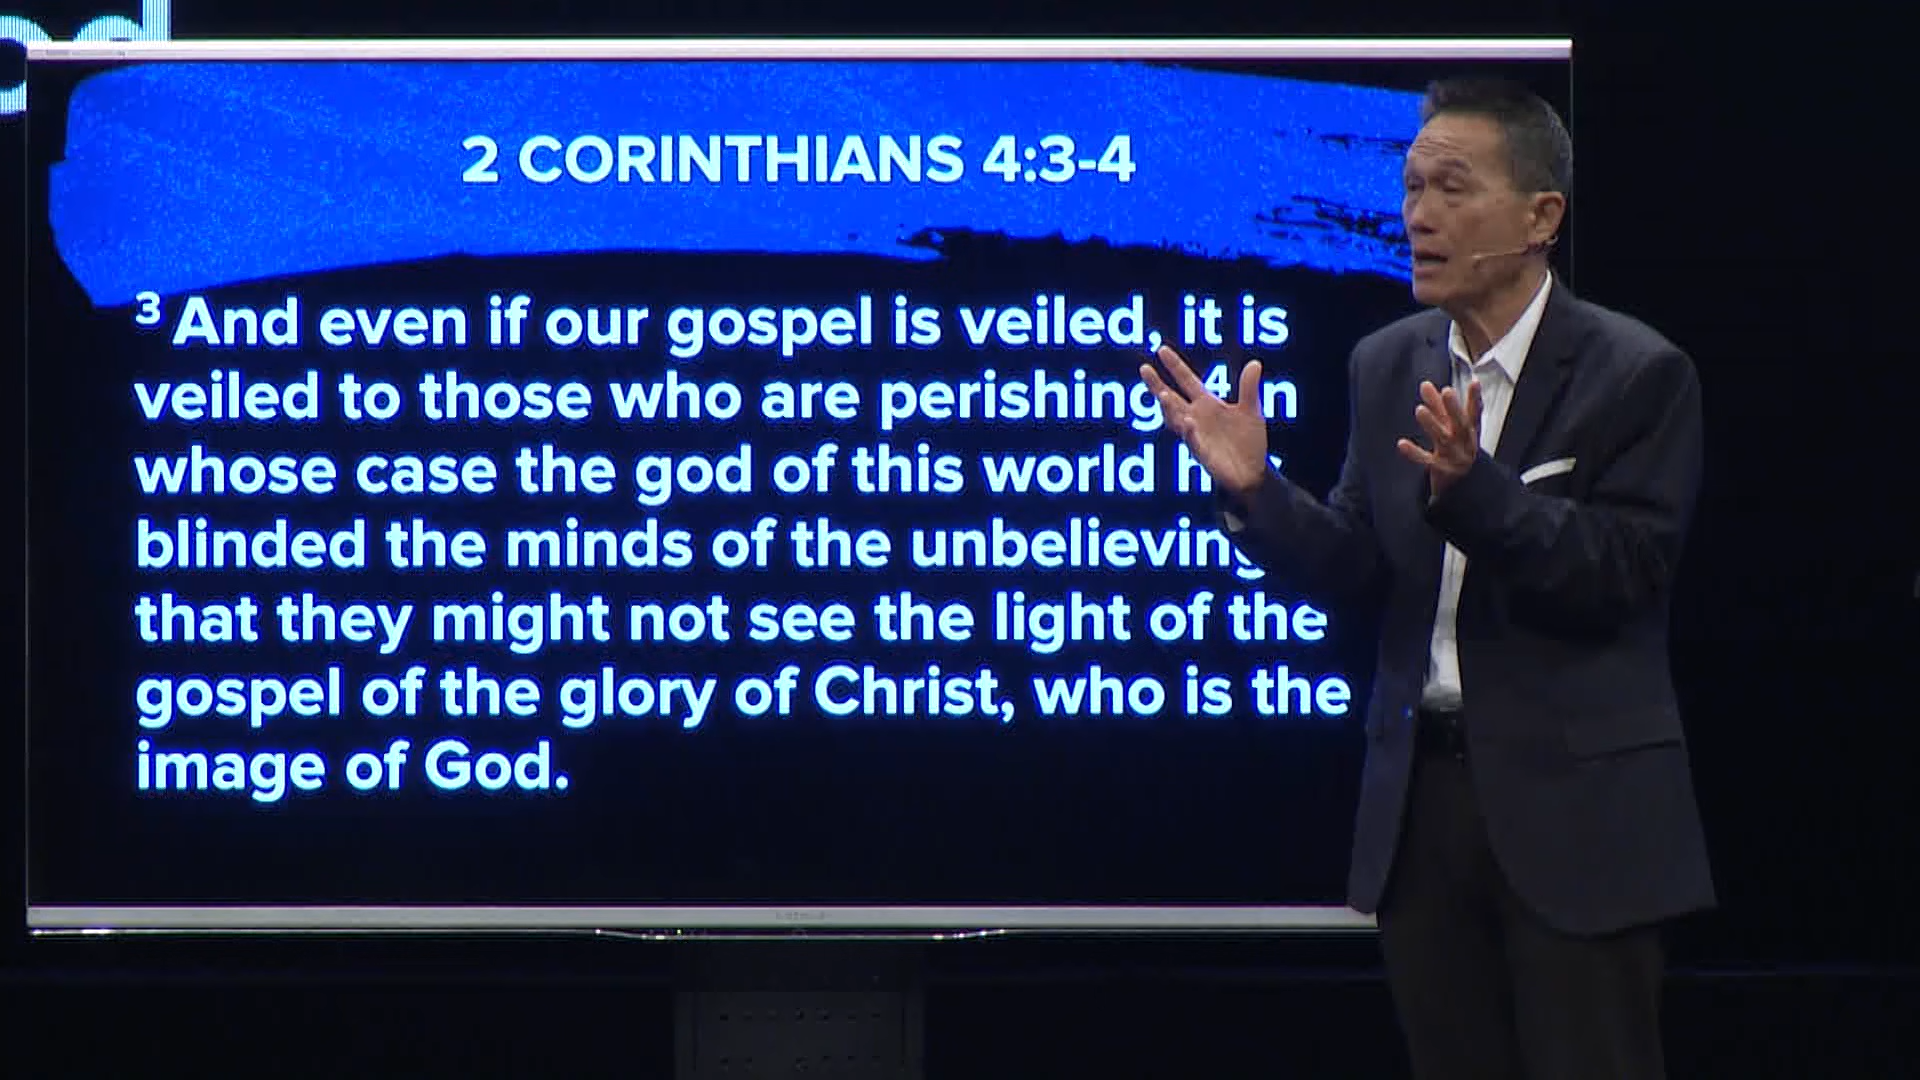 od
2 CORINTHIANS 4:3-4
3 And even if our gospel is veiled, it is
veiled to those who are perishing 4
whose case the god of this world
blinded the minds of the unbelieving
that they might not see the light of the
gospel of the glory of Christ, who is the
image of God.